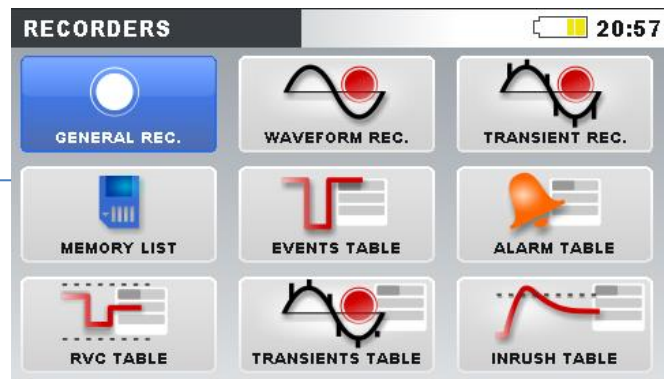 RECORDERS 20:57
GENERAL REC. WAVEFORM REC. TRANSIENT REC.
MEMORY LIST EVENTS TABLE ALARM TABLE
RVC TABLE TRANSIENTS TABLE INRUSH TABLE